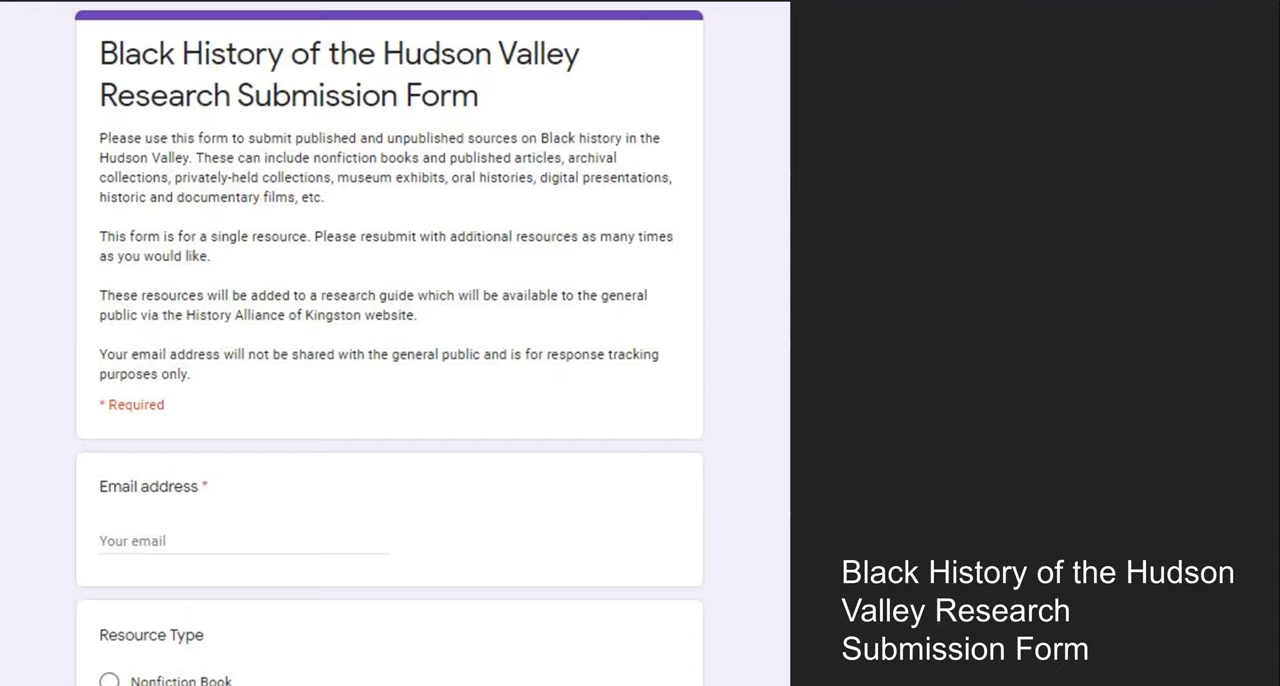 Black History of the Hudson Valley
Research Submission Form
Please use this form to submit published and unpublished sources on Black history in the
Hudson Valley. These can include nonfiction books and published articles, archival
collections, privately-held collections, museum exhibits, oral histories, digital presentations,
historic and documentary films, etc.
This form is for a single resource. Please resubmit with additional resources as many times
as you would like.
These resources will be added to a research guide which will be available to the general
public via the History Alliance of Kingston website.
Your email address will not be shared with the general public and is for response tracking
purposes only.
* Required
Email address *
Your email
Resource Type
Nonfiction Book
Black History of the Hudson
Valley Research
Submission Form